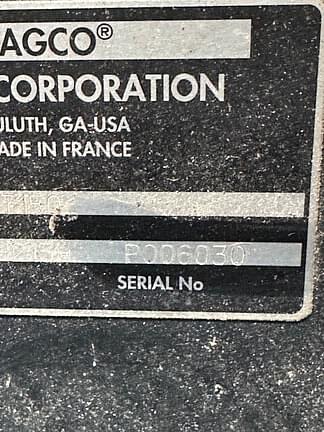 AGCO®
CORPORATION
ULUTH, GA-USA
ADE IN FRANCE
P006030
SERIAL No